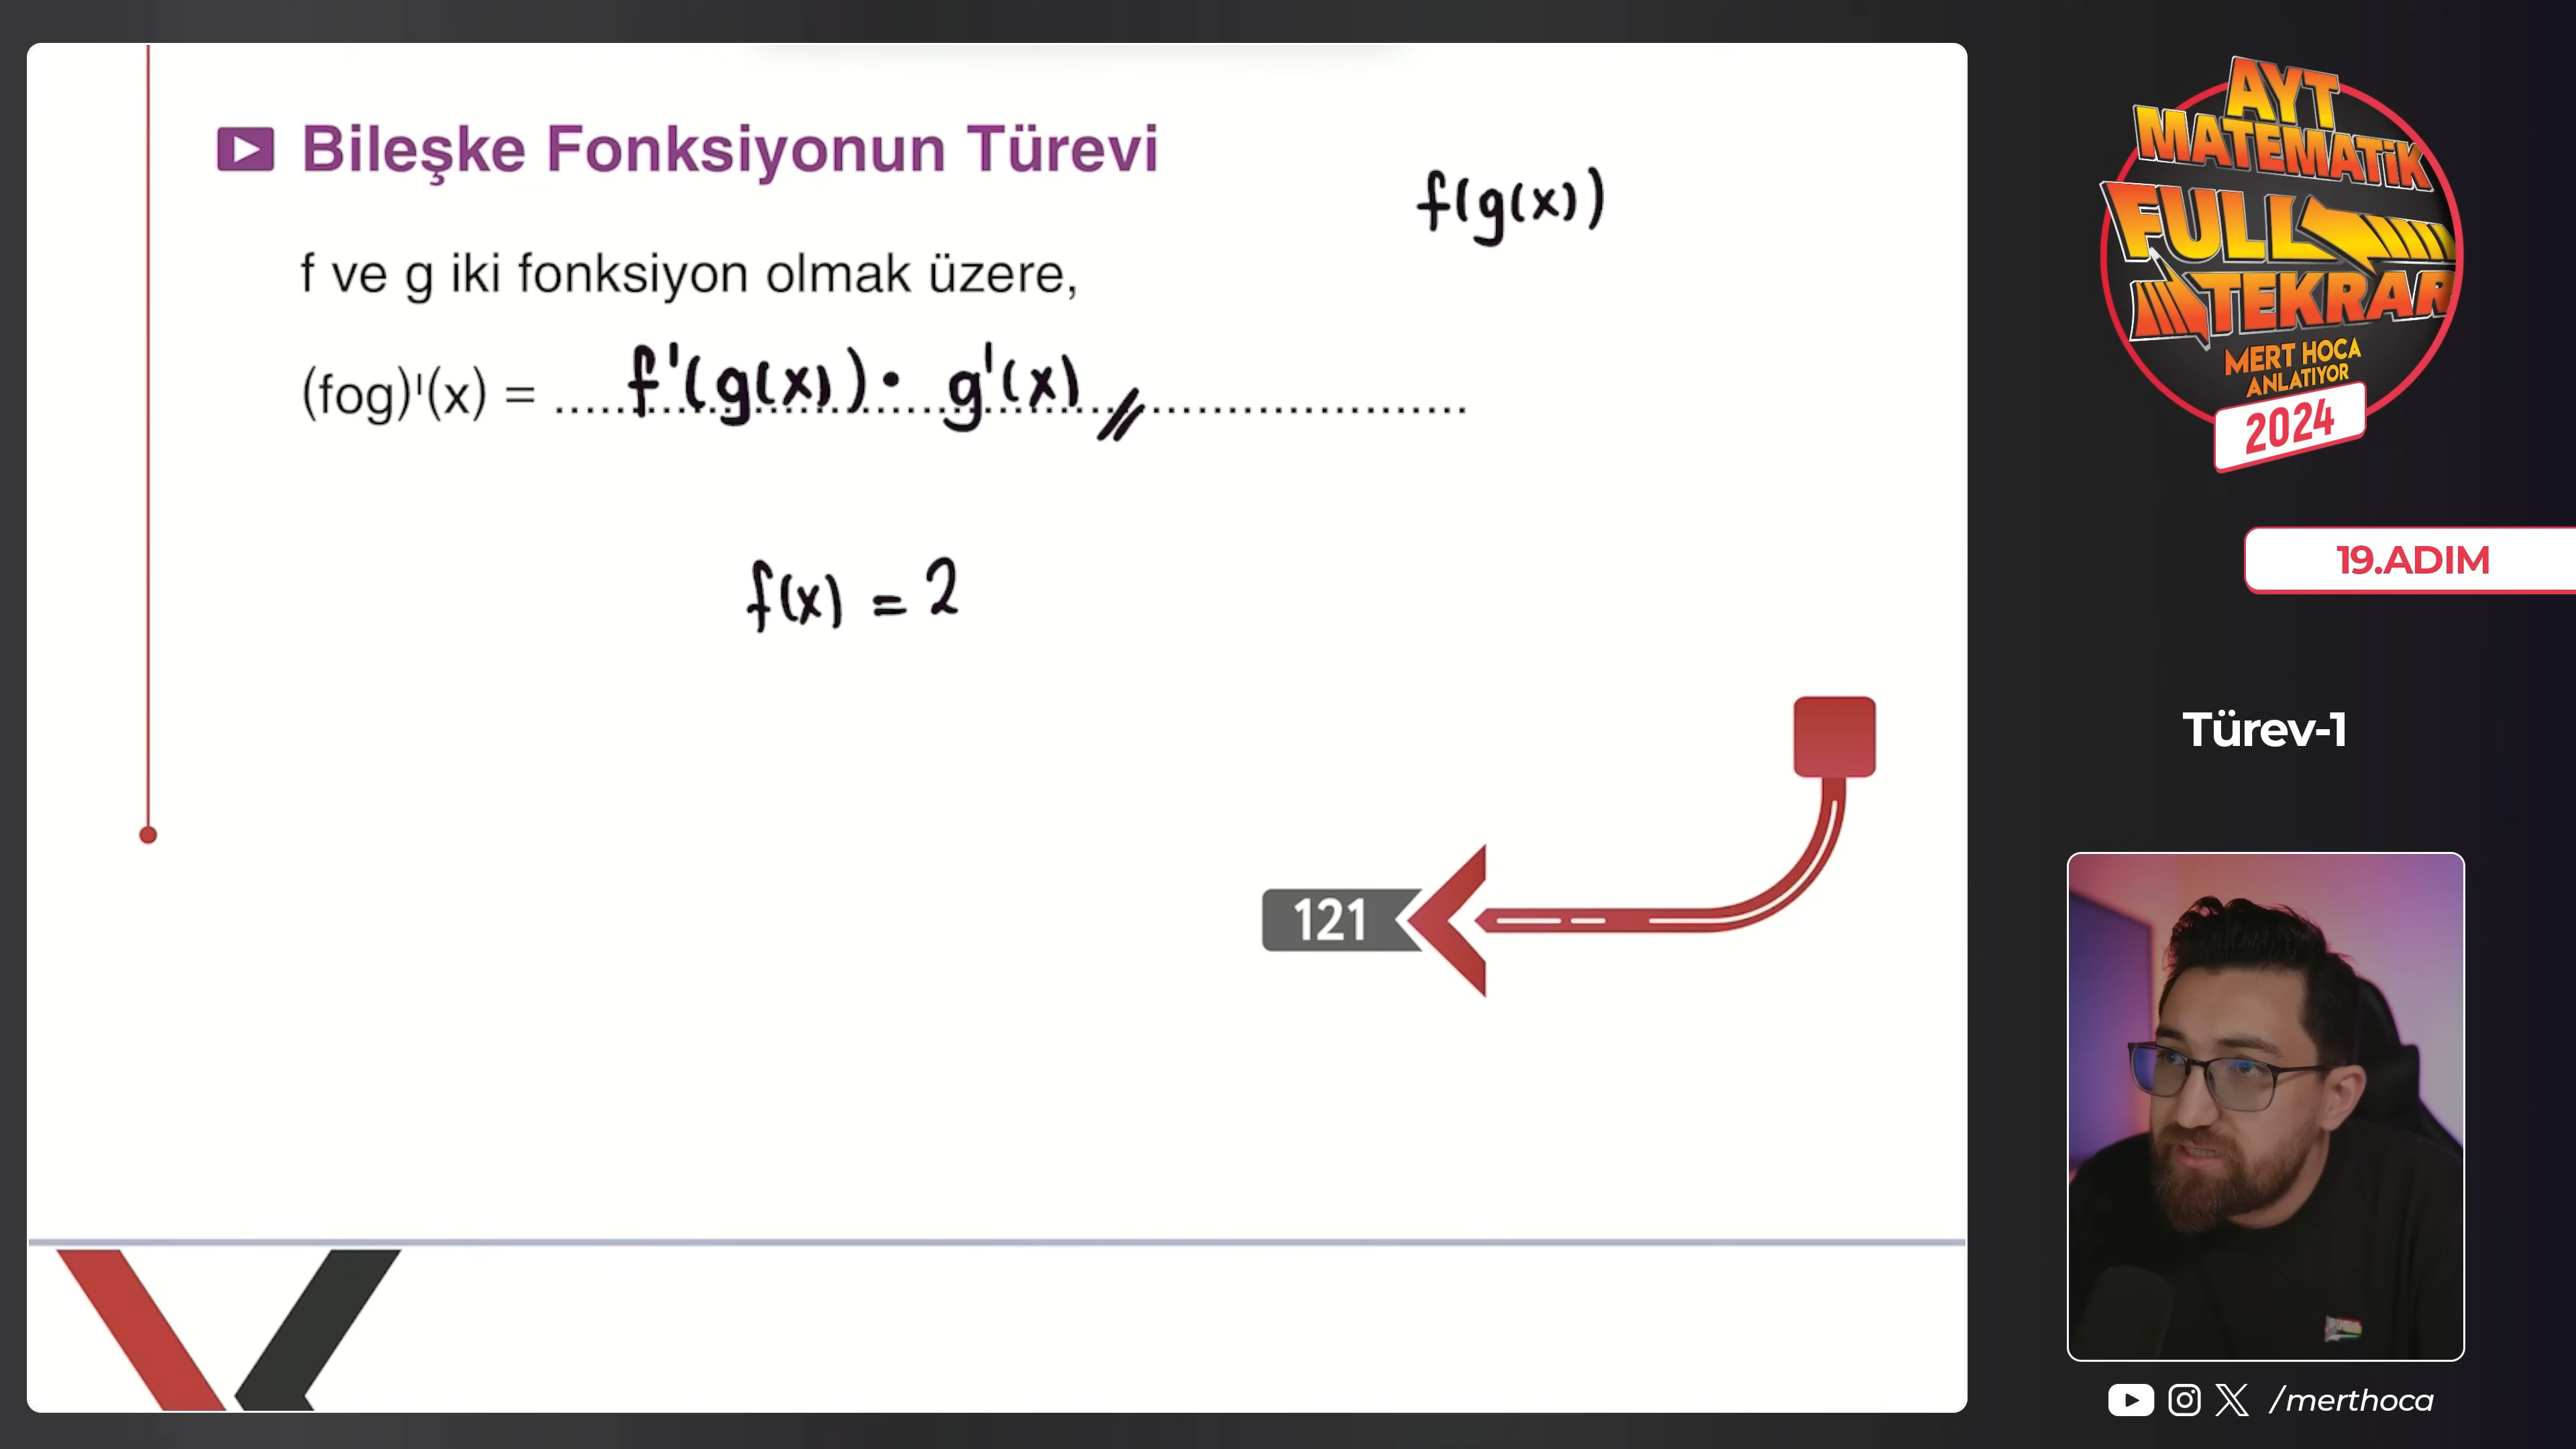 Bileşke Fonksiyonun Türevi
f(g(x))
f ve g iki fonksiyon olmak üzere,
(fog)'(x) = .... f'(g(x)) · g'(x) ....
f(x) = 2
121
AYT
MATEMATİK
FULL
TEKRAR
MERT HOCA
ANLATIYOR
2024
19.ADIM
Türev-1
/merthoca